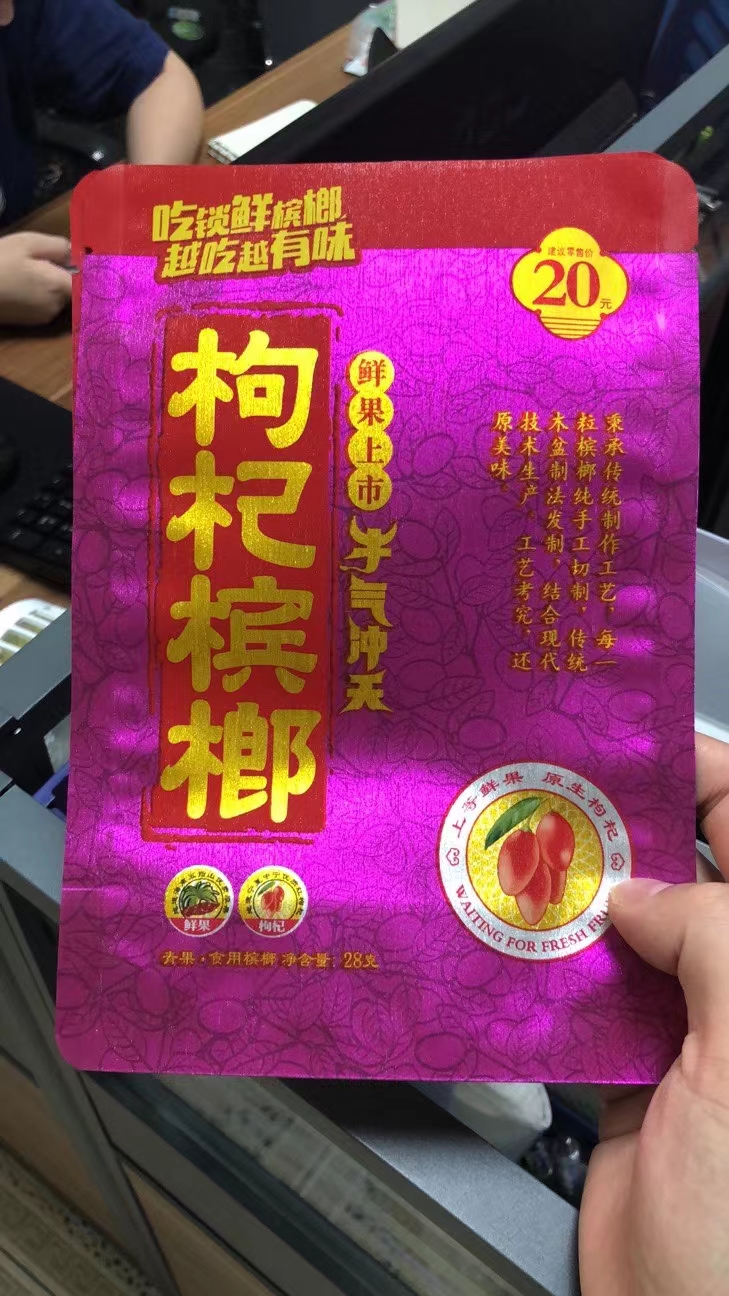 吃锁鲜槟榔
越吃越有味
建议零售价
20元
枸杞槟榔
鲜果上市
牛气冲天
秉承传统制作工艺，每一
粒槟榔纯手工切制，传统
木盆制法发制，结合现代
技术生产。工艺考究，还
原美味。
上等鲜果 原生枸杞
WAITING FOR FRESH
鲜果
枸杞
青果·食用槟榔 净含量：28克